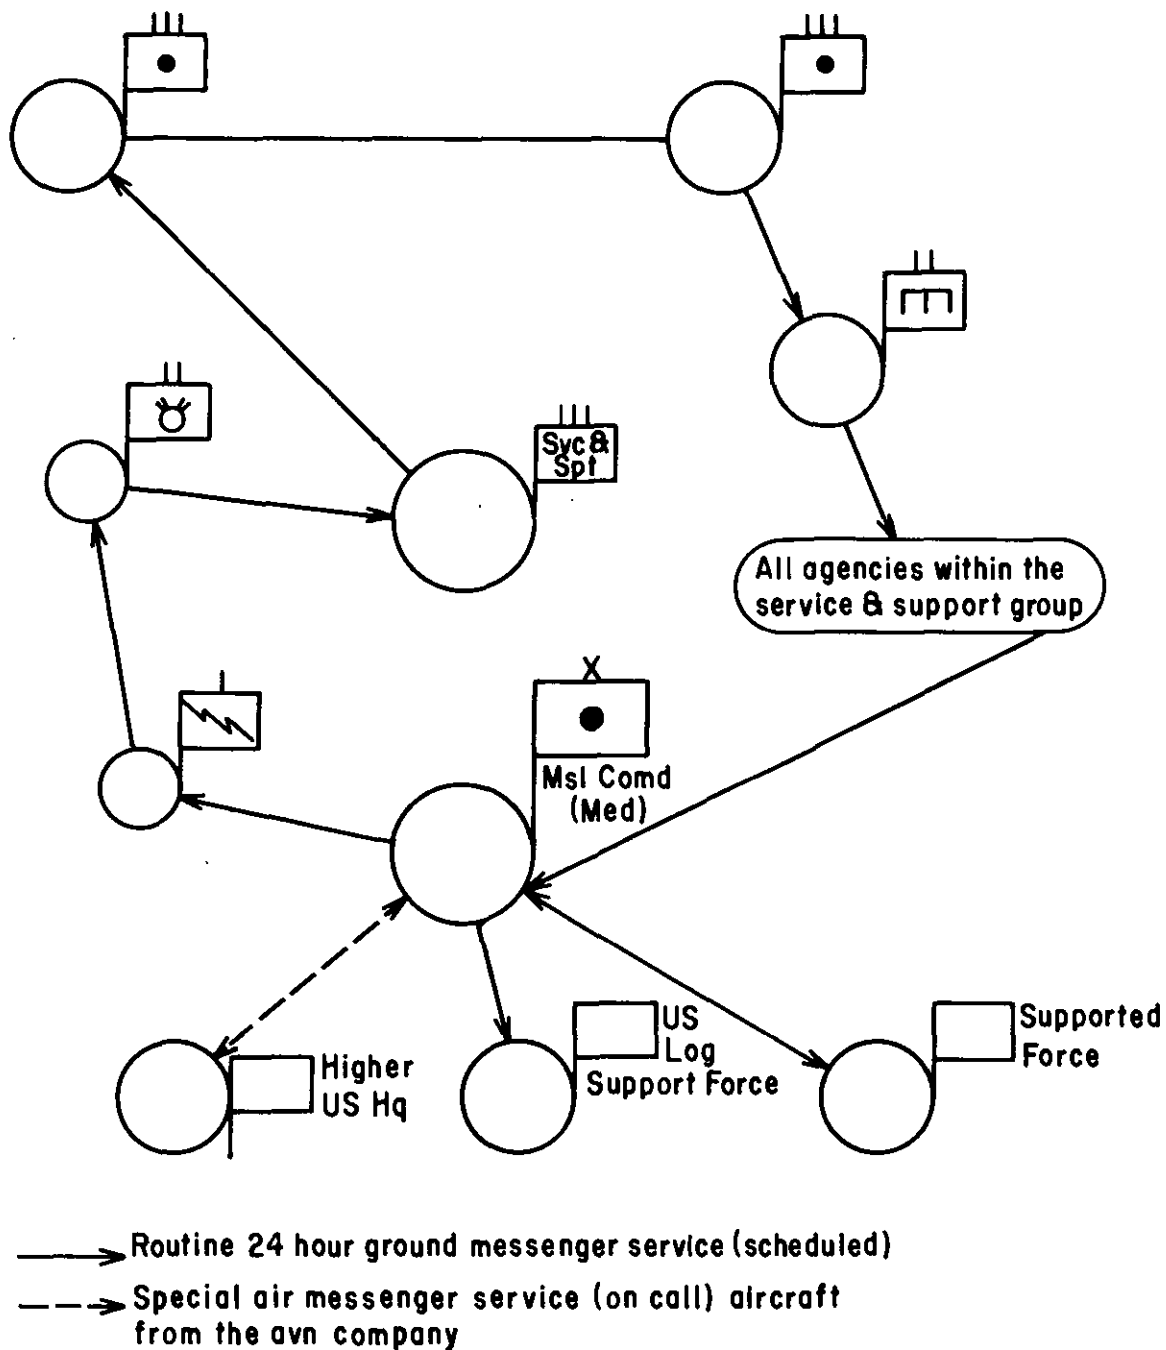 Svc &
Spt
All agencies within the
service & support group
X
Msl Comd
(Med)
Higher
US Hq
US
Log
Support Force
Supported
Force
Routine 24 hour ground messenger service (scheduled)
Special air messenger service (on call) aircraft
from the avn company